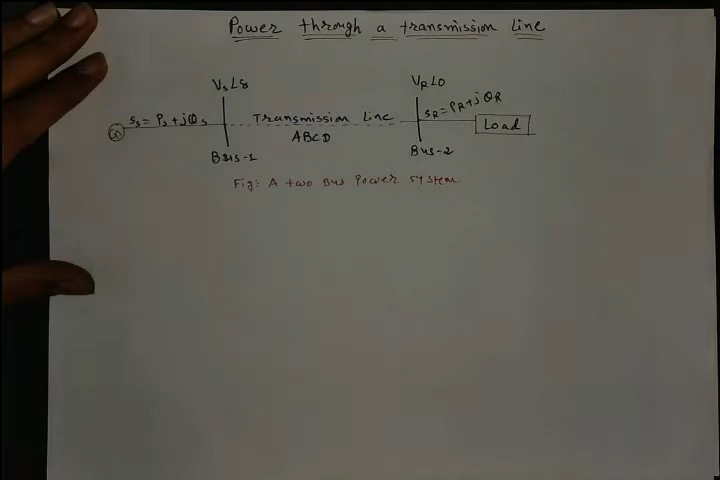 Power through a transmission line
Vs∠δ
VR∠0
Ss = Ps + jQs
Transmission Line
SR = PR + jQR
Load
ABCD
Bus-1
Bus-2
Fig: A two Bus Power system